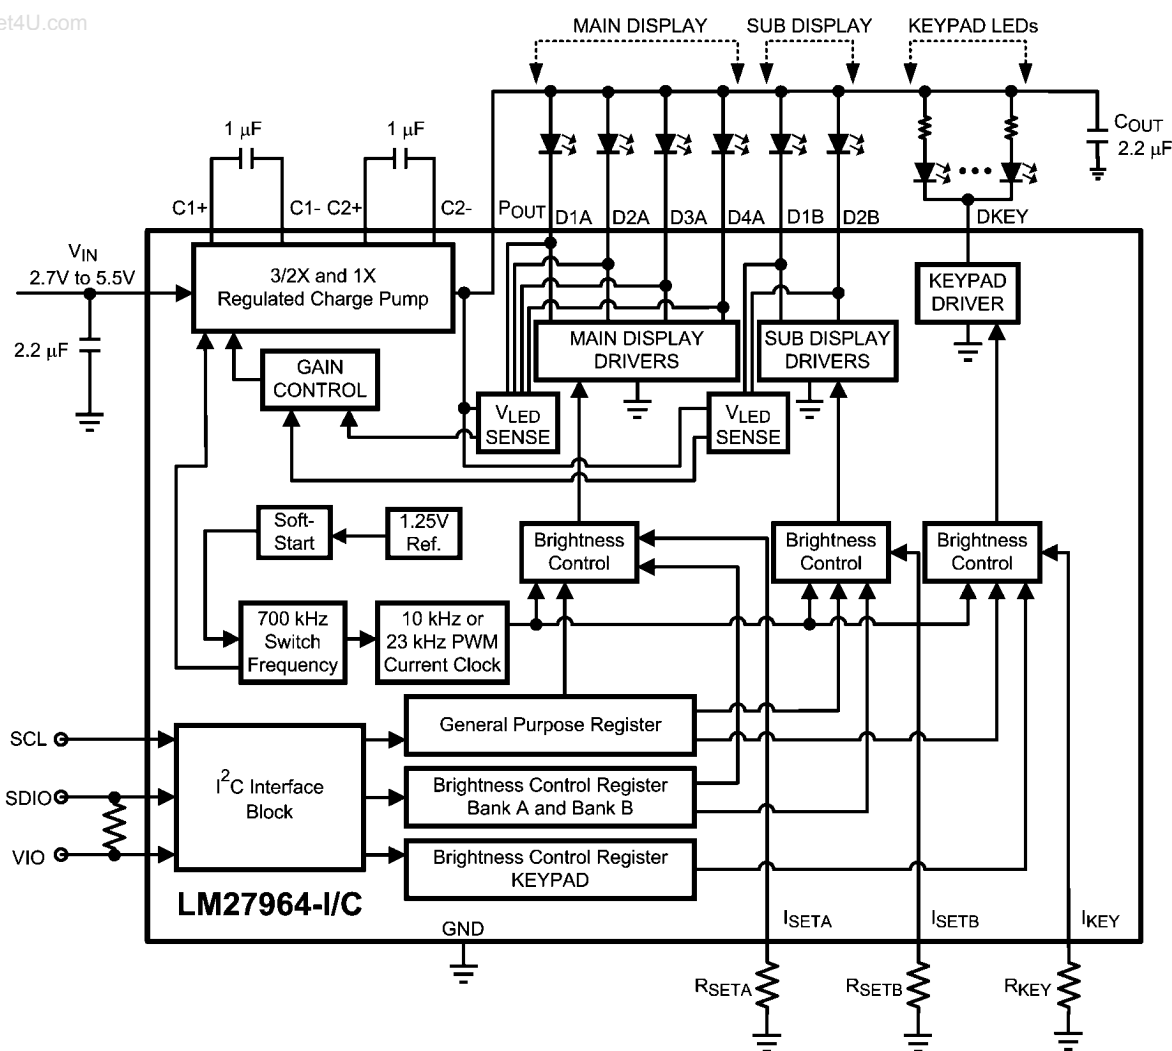 et4U.com
MAIN DISPLAY
SUB DISPLAY
KEYPAD LEDs
1 μF
1 μF
COUT
2.2 μF
C1+
C1-
C2+
C2-
POUT
D1A
D2A
D3A
D4A
D1B
D2B
DKEY
VIN
2.7V to 5.5V
3/2X and 1X
Regulated Charge Pump
KEYPAD
DRIVER
2.2 μF
GAIN
CONTROL
MAIN DISPLAY
DRIVERS
SUB DISPLAY
DRIVERS
VLED
SENSE
VLED
SENSE
Soft-
Start
1.25V
Ref.
Brightness
Control
Brightness
Control
Brightness
Control
700 kHz
Switch
Frequency
10 kHz or
23 kHz PWM
Current Clock
General Purpose Register
SCL
SDIO
VIO
I2C Interface
Block
Brightness Control Register
Bank A and Bank B
Brightness Control Register
KEYPAD
LM27964-I/C
GND
ISETA
ISETB
IKEY
RSETA
RSETB
RKEY